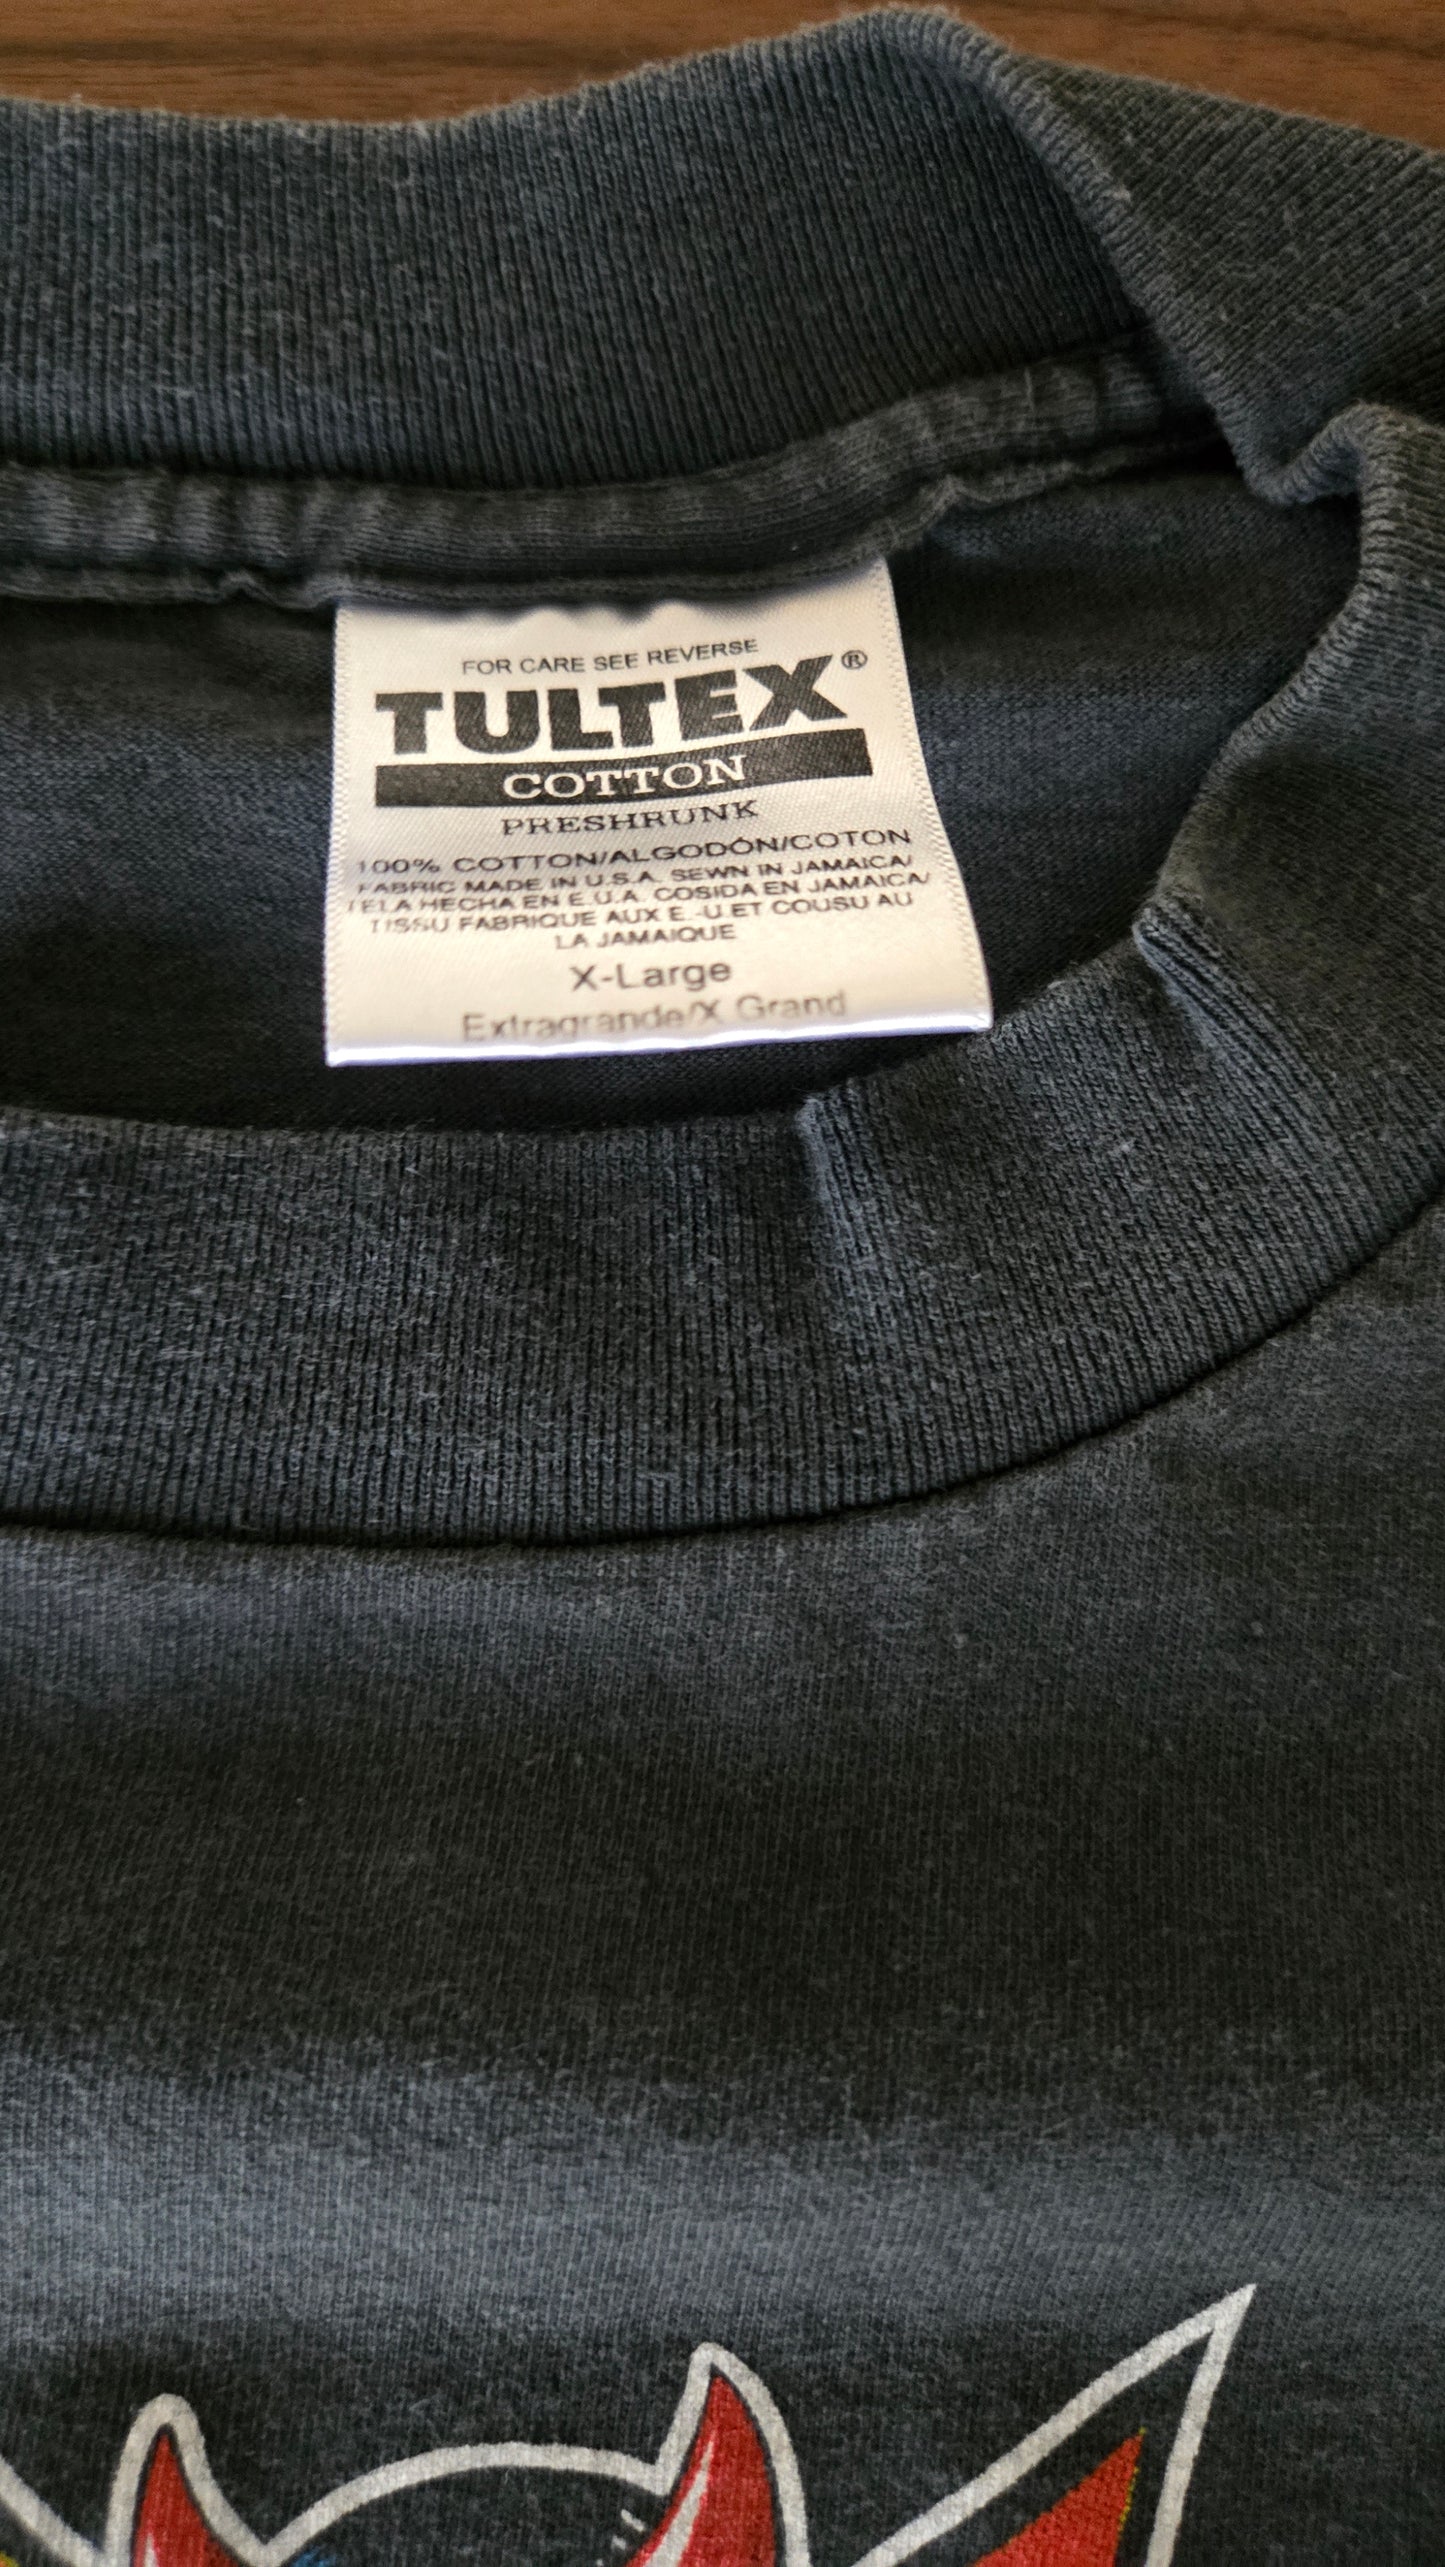 FOR CARE SEE REVERSE
TULTEX®
COTTON
PRESHRUNK
100% COTTON/ALGODÓN/COTON
FABRIC MADE IN U.S.A. SEWN IN JAMAICA/
TELA HECHA EN E.U.A. COSIDA EN JAMAICA/
TISSU FABRIQUE AUX E.-U.ET COUSU AU
LA JAMAIQUE
X-Large
Extragrande/X Grand